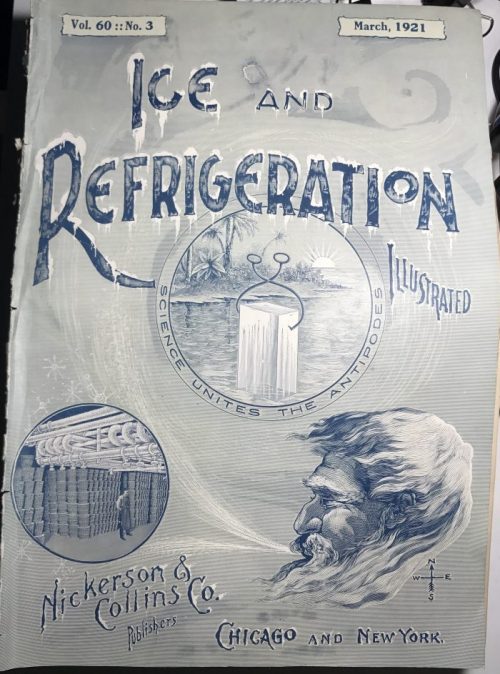 Vol. 60 :: No. 3
March, 1921
ICE AND
REFRIGERATION
ILLUSTRATED
SCIENCE UNITES THE ANTIPODES
N
W E
S
Nickerson &
Collins Co.
Publishers
CHICAGO AND NEW YORK.